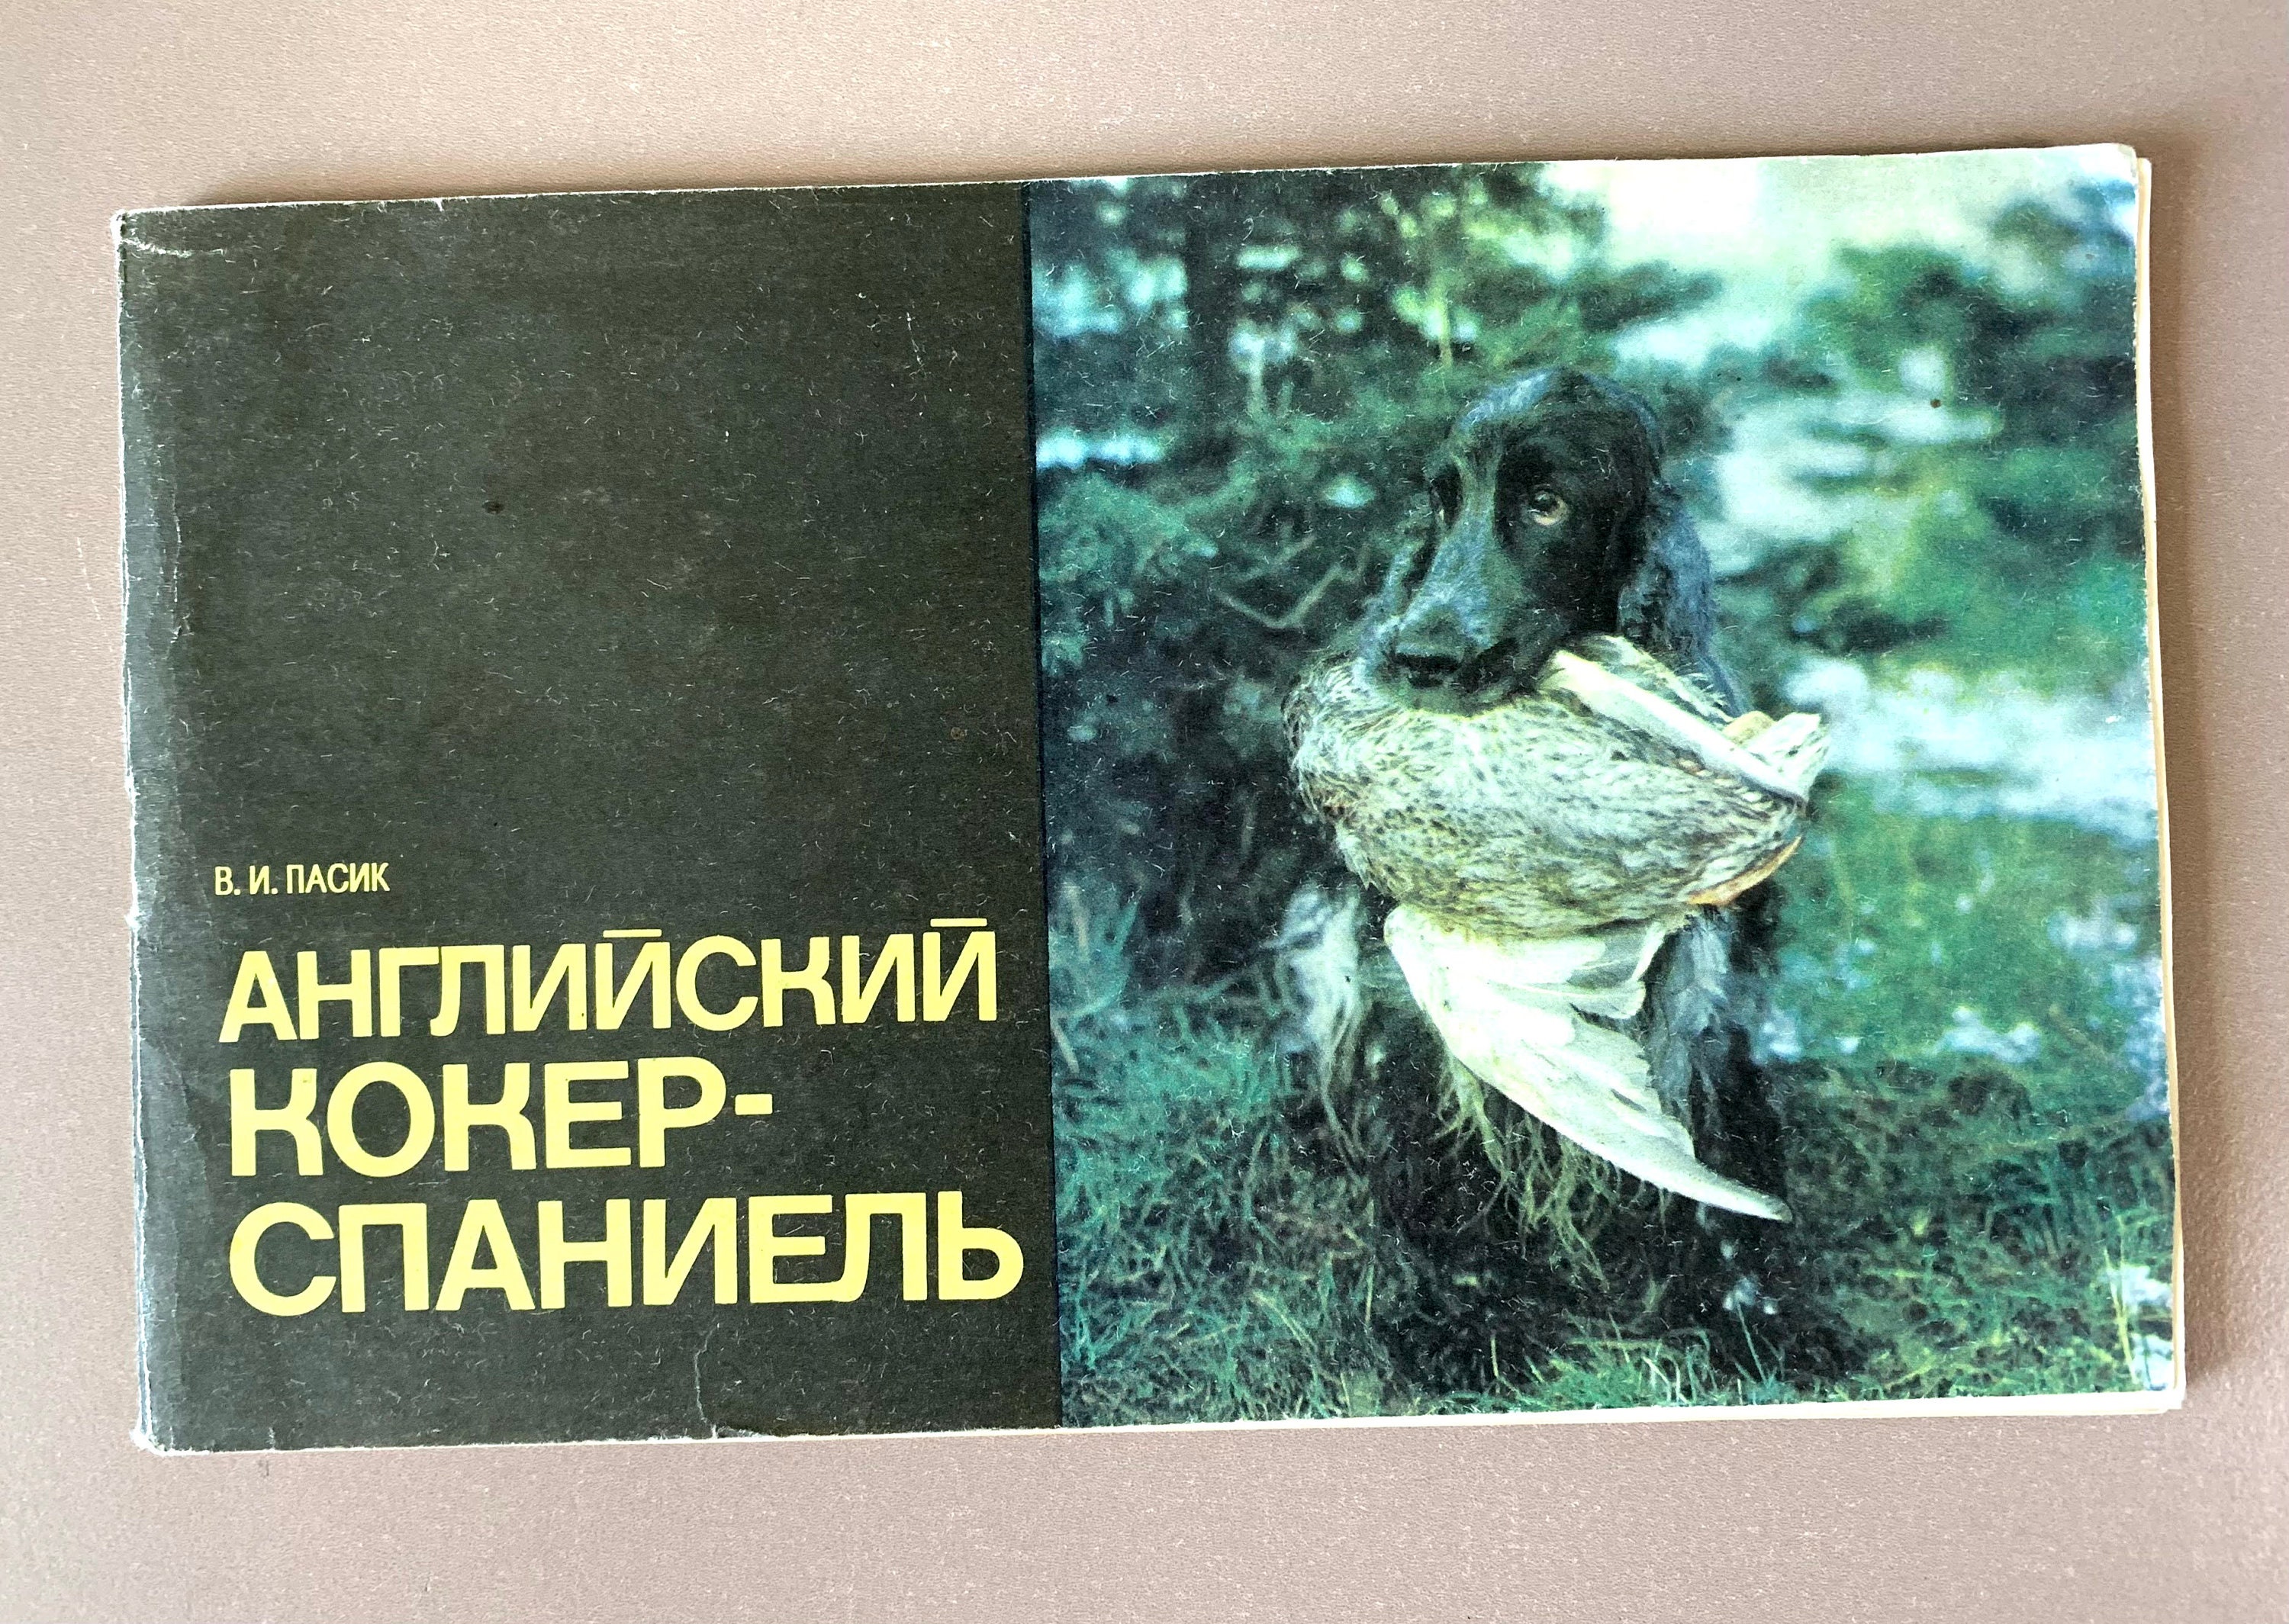 В. И. ПАСИК
АНГЛИЙСКИЙ
КОКЕР-
СПАНИЕЛЬ